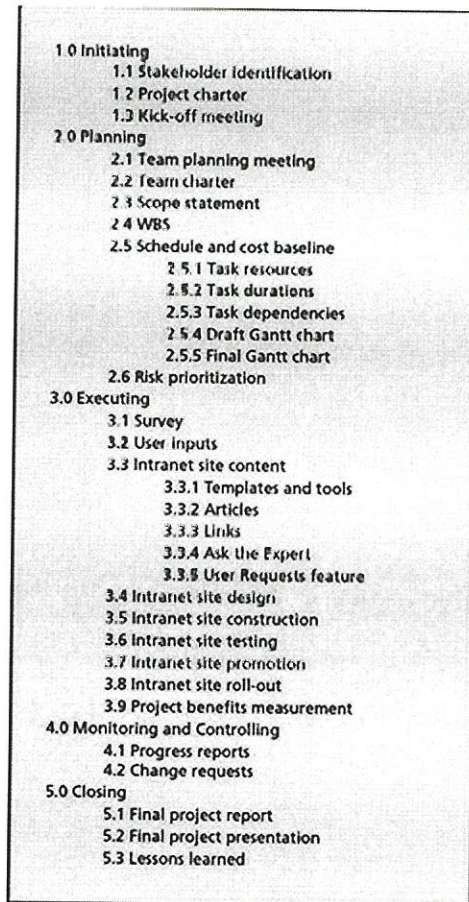 1.0 Initiating
1.1 Stakeholder identification
1.2 Project charter
1.3 Kick-off meeting
2.0 Planning
2.1 Team planning meeting
2.2 Team charter
2.3 Scope statement
2.4 WBS
2.5 Schedule and cost baseline
2.5.1 Task resources
2.5.2 Task durations
2.5.3 Task dependencies
2.5.4 Draft Gantt chart
2.5.5 Final Gantt chart
2.6 Risk prioritization
3.0 Executing
3.1 Survey
3.2 User inputs
3.3 Intranet site content
3.3.1 Templates and tools
3.3.2 Articles
3.3.3 Links
3.3.4 Ask the Expert
3.3.5 User Requests feature
3.4 Intranet site design
3.5 Intranet site construction
3.6 Intranet site testing
3.7 Intranet site promotion
3.8 Intranet site roll-out
3.9 Project benefits measurement
4.0 Monitoring and Controlling
4.1 Progress reports
4.2 Change requests
5.0 Closing
5.1 Final project report
5.2 Final project presentation
5.3 Lessons learned